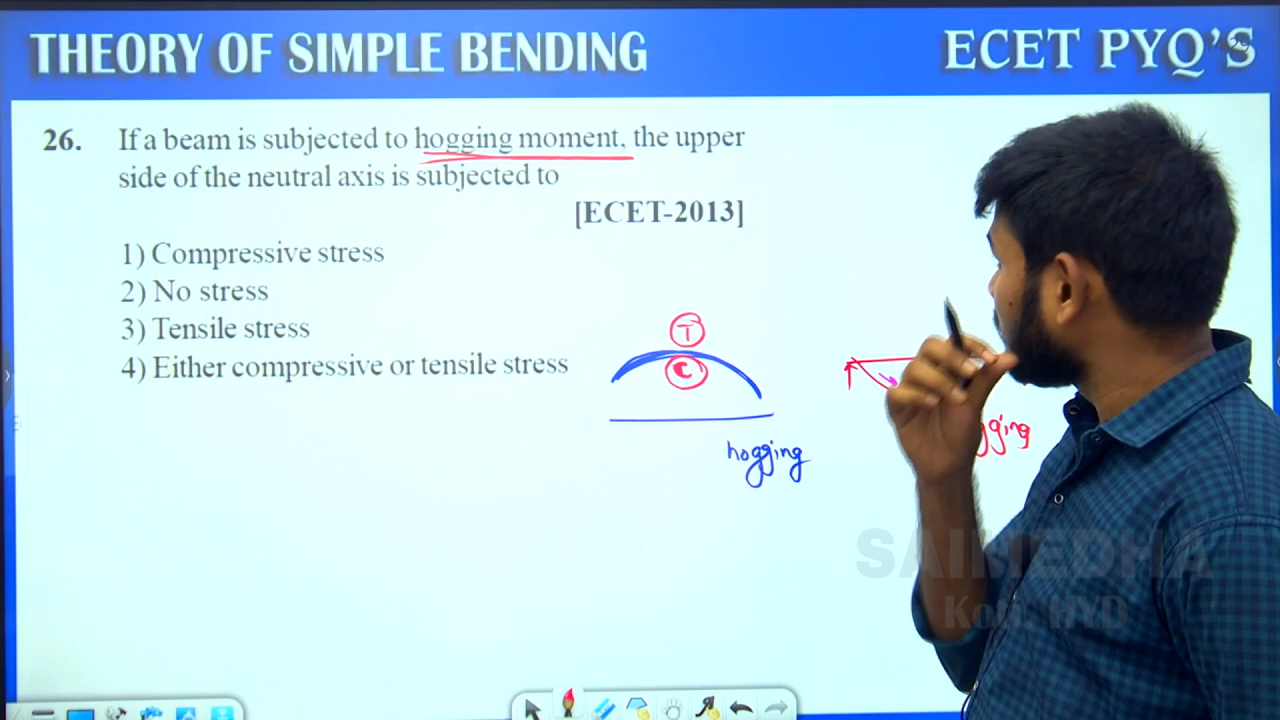 THEORY OF SIMPLE BENDING
ECET PYQ'S
26. If a beam is subjected to hogging moment, the upper
side of the neutral axis is subjected to
[ECET-2013]
1) Compressive stress
2) No stress
3) Tensile stress
4) Either compressive or tensile stress
T
C
hogging
gging
SAIMEDHA
Koti, HYD